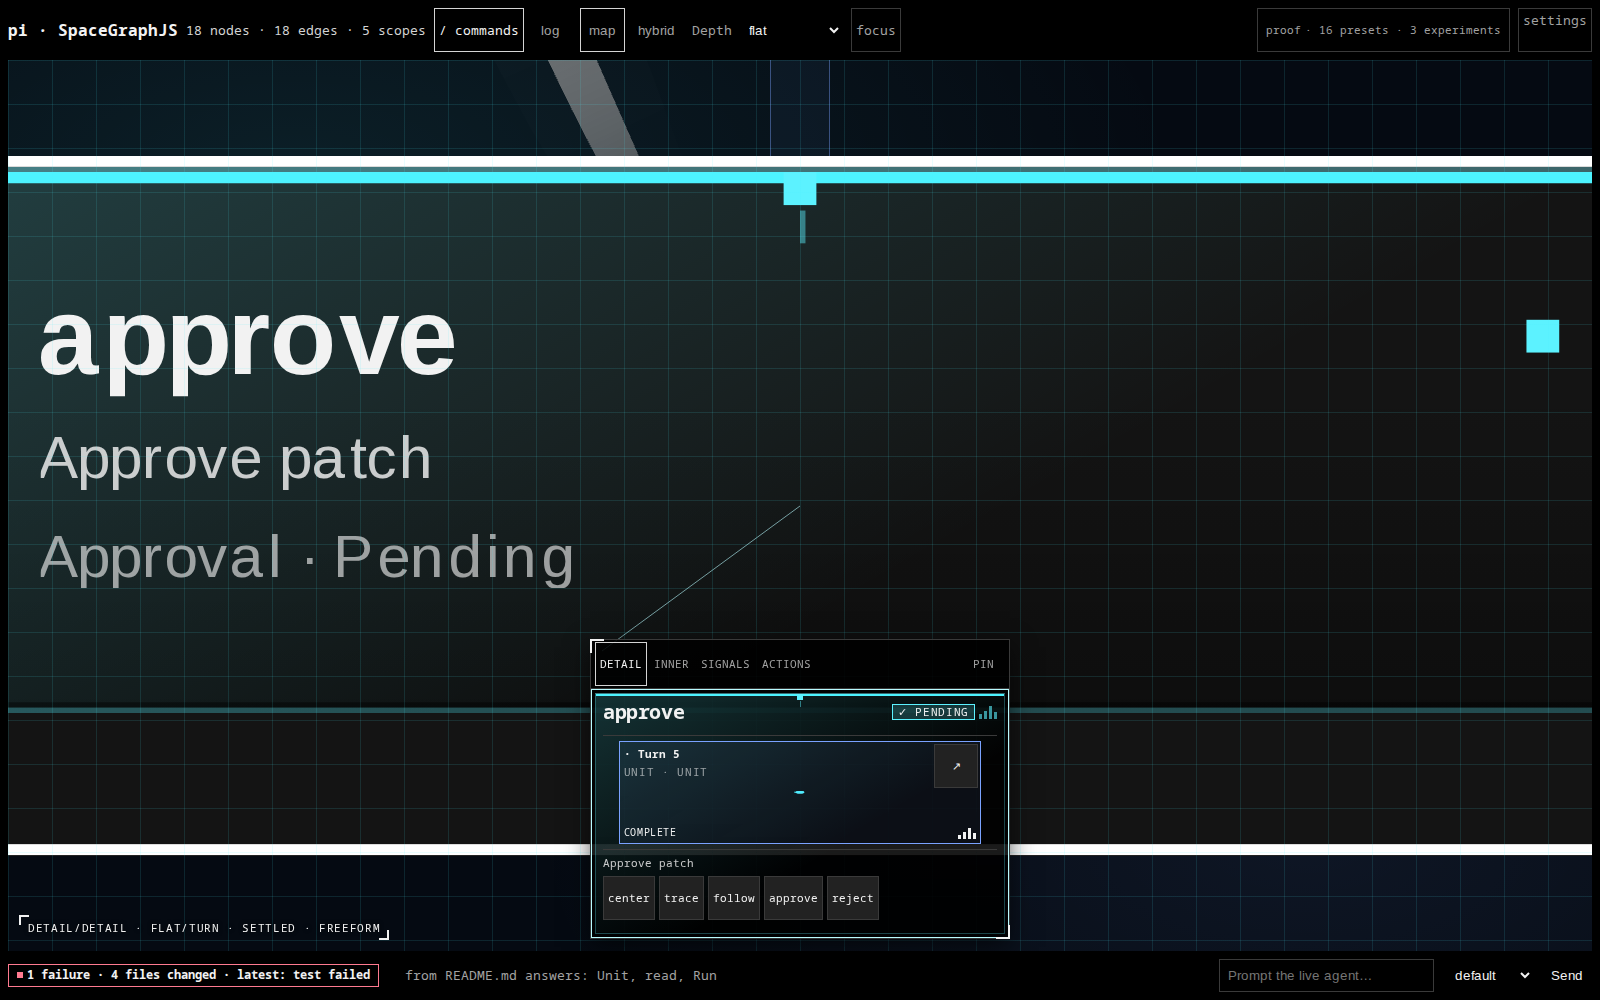 pi · SpaceGraphJS 18 nodes · 18 edges · 5 scopes / commands log map hybrid Depth flat focus proof · 16 presets · 3 experiments settings
approve
Approve patch
Approval · Pending
DETAIL INNER SIGNALS ACTIONS PIN
approve ✓ PENDING
· Turn 5 ↗
UNIT · UNIT
COMPLETE
Approve patch
center trace follow approve reject
DETAIL/DETAIL · FLAT/TURN · SETTLED · FREEFORM
1 failure · 4 files changed · latest: test failed from README.md answers: Unit, read, Run Prompt the live agent… default Send